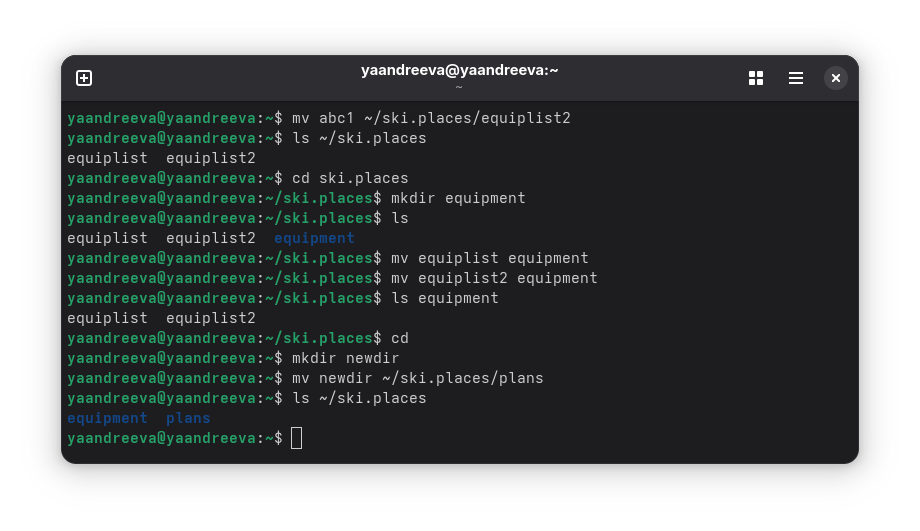 yaandreeva@yaandreeva:~
~
yaandreeva@yaandreeva:~$ mv abc1 ~/ski.places/equiplist2
yaandreeva@yaandreeva:~$ ls ~/ski.places
equiplist  equiplist2
yaandreeva@yaandreeva:~$ cd ski.places
yaandreeva@yaandreeva:~/ski.places$ mkdir equipment
yaandreeva@yaandreeva:~/ski.places$ ls
equiplist  equiplist2  equipment
yaandreeva@yaandreeva:~/ski.places$ mv equiplist equipment
yaandreeva@yaandreeva:~/ski.places$ mv equiplist2 equipment
yaandreeva@yaandreeva:~/ski.places$ ls equipment
equiplist  equiplist2
yaandreeva@yaandreeva:~/ski.places$ cd
yaandreeva@yaandreeva:~$ mkdir newdir
yaandreeva@yaandreeva:~$ mv newdir ~/ski.places/plans
yaandreeva@yaandreeva:~$ ls ~/ski.places
equipment  plans
yaandreeva@yaandreeva:~$